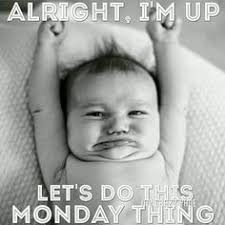 ALRIGHT, I'M UP
LET'S DO THIS
MONDAY THING